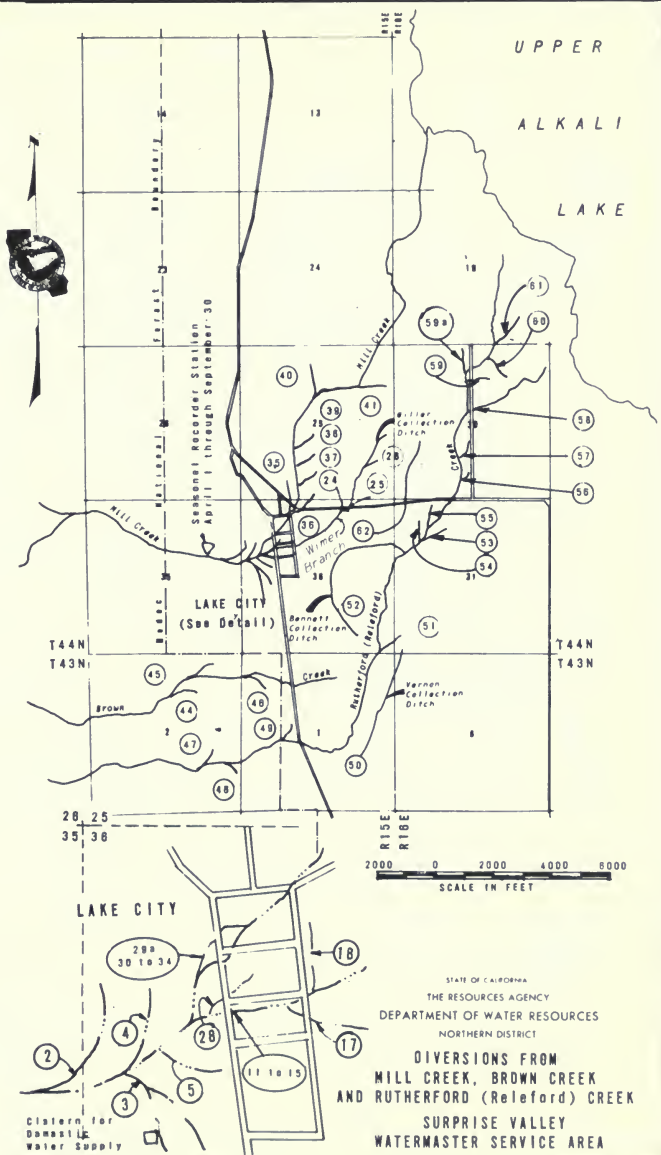 R15E
R16E
UPPER
ALKALI
LAKE
14
13
Boundary
23
24
19
Forest
Seasonal Recorder Station
April 1 through September 30
Mill Creek
61
60
59a
59
40
39
41
25
38
37
35
24
25
36
62
26
National
30
58
57
56
Creek
55
53
54
31
Mill Creek
Wimer
Branch
36
35
LAKE CITY
(See Detail)
Modoc
Bennett
Collection
Ditch
52
51
Rutherford (Releford)
T44N
T43N
T44N
T43N
45
44
46
Creek
Brown
2
47
49
48
1
50
Vernon
Collection
Ditch
6
26 25
35 36
R15E
R16E
2000 0 2000 4000 6000
SCALE IN FEET
LAKE CITY
29a
30 to 34
18
4
2
28
17
5
3
11 to 15
Cistern for
Domestic
Water Supply
STATE OF CALIFORNIA
THE RESOURCES AGENCY
DEPARTMENT OF WATER RESOURCES
NORTHERN DISTRICT
DIVERSIONS FROM
MILL CREEK, BROWN CREEK
AND RUTHERFORD (Releford) CREEK
SURPRISE VALLEY
WATERMASTER SERVICE AREA